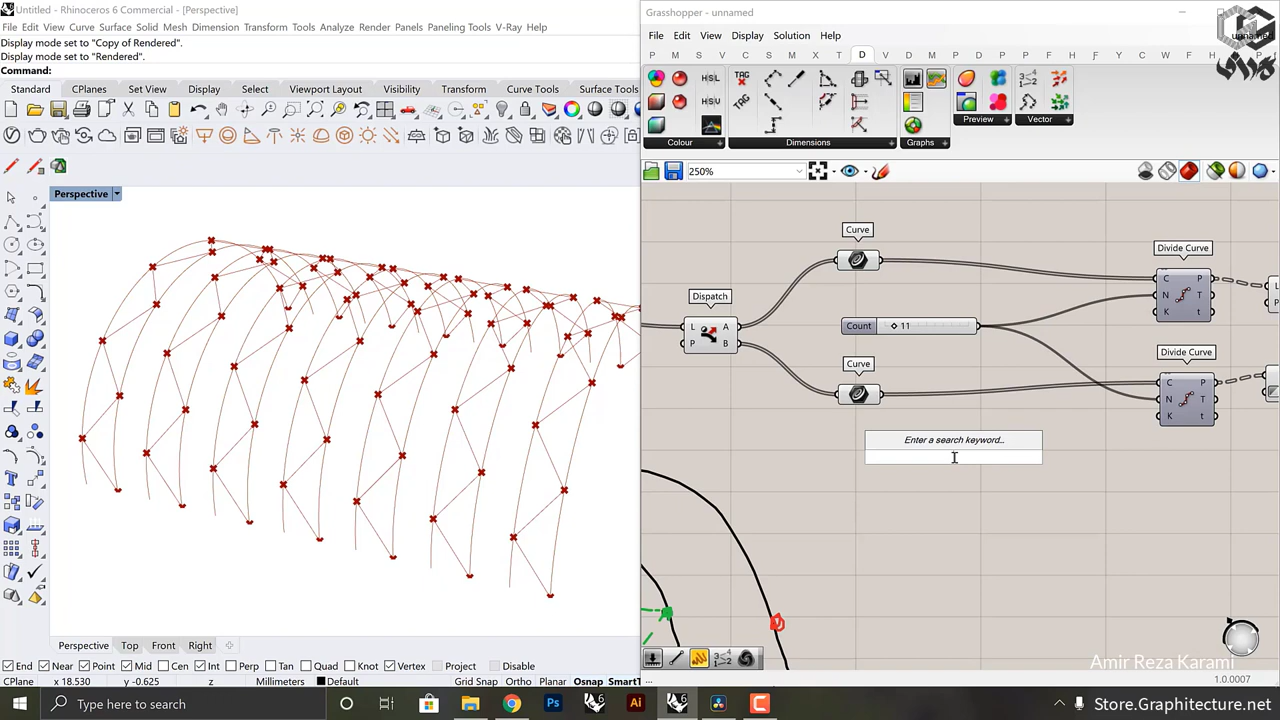 Untitled - Rhinoceros 6 Commercial - [Perspective]
File Edit View Curve Surface Solid Mesh Dimension Transform Tools Analyze Render Panels Paneling Tools V-Ray Help
Display mode set to "Copy of Rendered".
Display mode set to "Rendered".
Command:
Standard CPlanes Set View Display Select Viewport Layout Visibility Transform Curve Tools Surface Tools
Perspective
Perspective Top Front Right
End Near Point Mid Cen Int Perp Tan Quad Knot Vertex Project Disable
CPlane x 18.530 y -0.625 Millimeters Default Grid Snap Ortho Planar Osnap SmartT
Grasshopper - unnamed
File Edit View Display Solution Help
P M S V C S M I T D V D M P D P K H Y C W F H L P
HSL
HSV
TAG
TAG
Colour Dimensions Graphs Preview Vector
250%
Curve
Divide Curve
C P
N T
K t
Dispatch
L A
P B
Count 11
Curve
Divide Curve
C P
N T
K t
Enter a search keyword...
1.0.0007
Amir Reza Karami
Type here to search
Store.Graphitecture.net